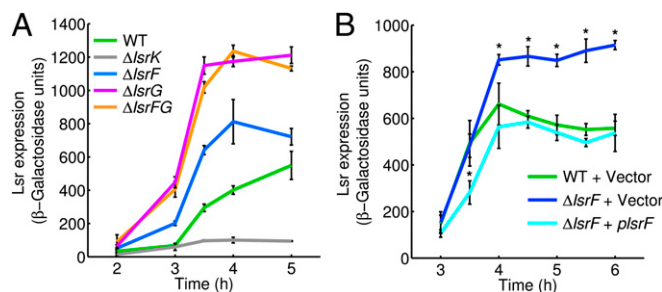 A
Lsr expression
(β-Galactosidase units)
1400
1200
1000
800
600
400
200
0
2
3
4
5
Time (h)
WT
ΔlsrK
ΔlsrF
ΔlsrG
ΔlsrFG
B
Lsr expression
(β-Galactosidase units)
1000
800
600
400
200
0
3
4
5
6
Time (h)
* * * * *
*
WT + Vector
ΔlsrF + Vector
ΔlsrF + plsrF